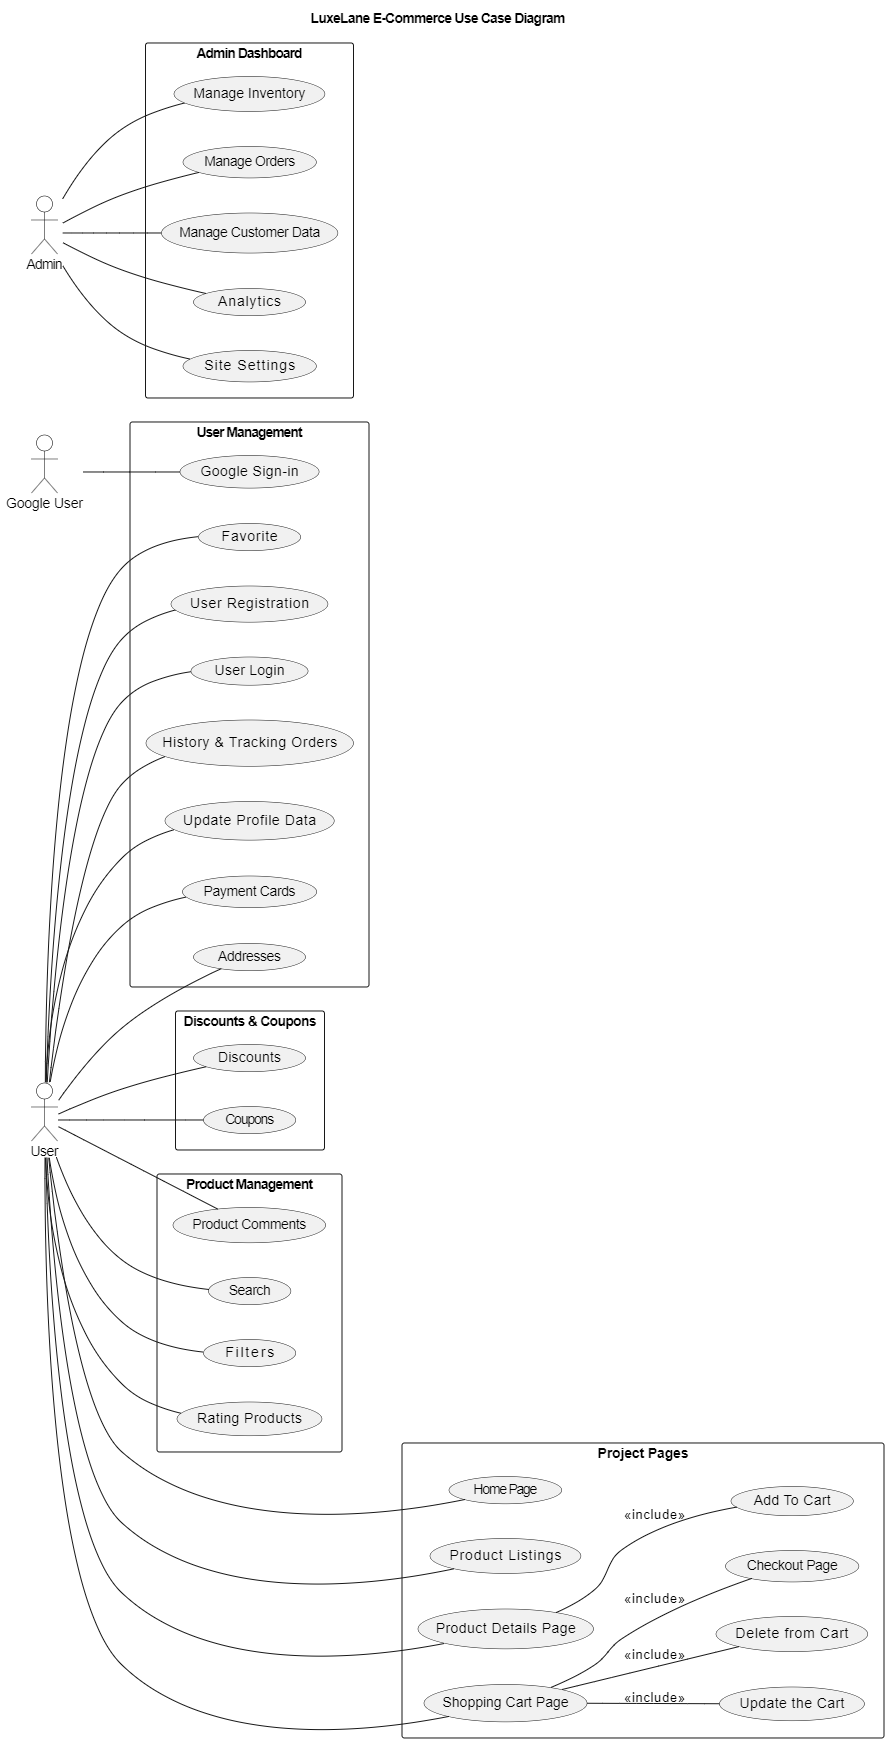 LuxeLane E-Commerce Use Case Diagram
Admin Dashboard
Manage Inventory
Manage Orders
Manage Customer Data
Admin
Analytics
Site Settings
User Management
Google Sign-in
Google User
Favorite
User Registration
User Login
History & Tracking Orders
Update Profile Data
Payment Cards
Addresses
Discounts & Coupons
Discounts
Coupons
User
Product Management
Product Comments
Search
Filters
Rating Products
Project Pages
Home Page
Add To Cart
«include»
Product Listings
Checkout Page
«include»
Product Details Page
Delete from Cart
«include»
Shopping Cart Page
«include»
Update the Cart